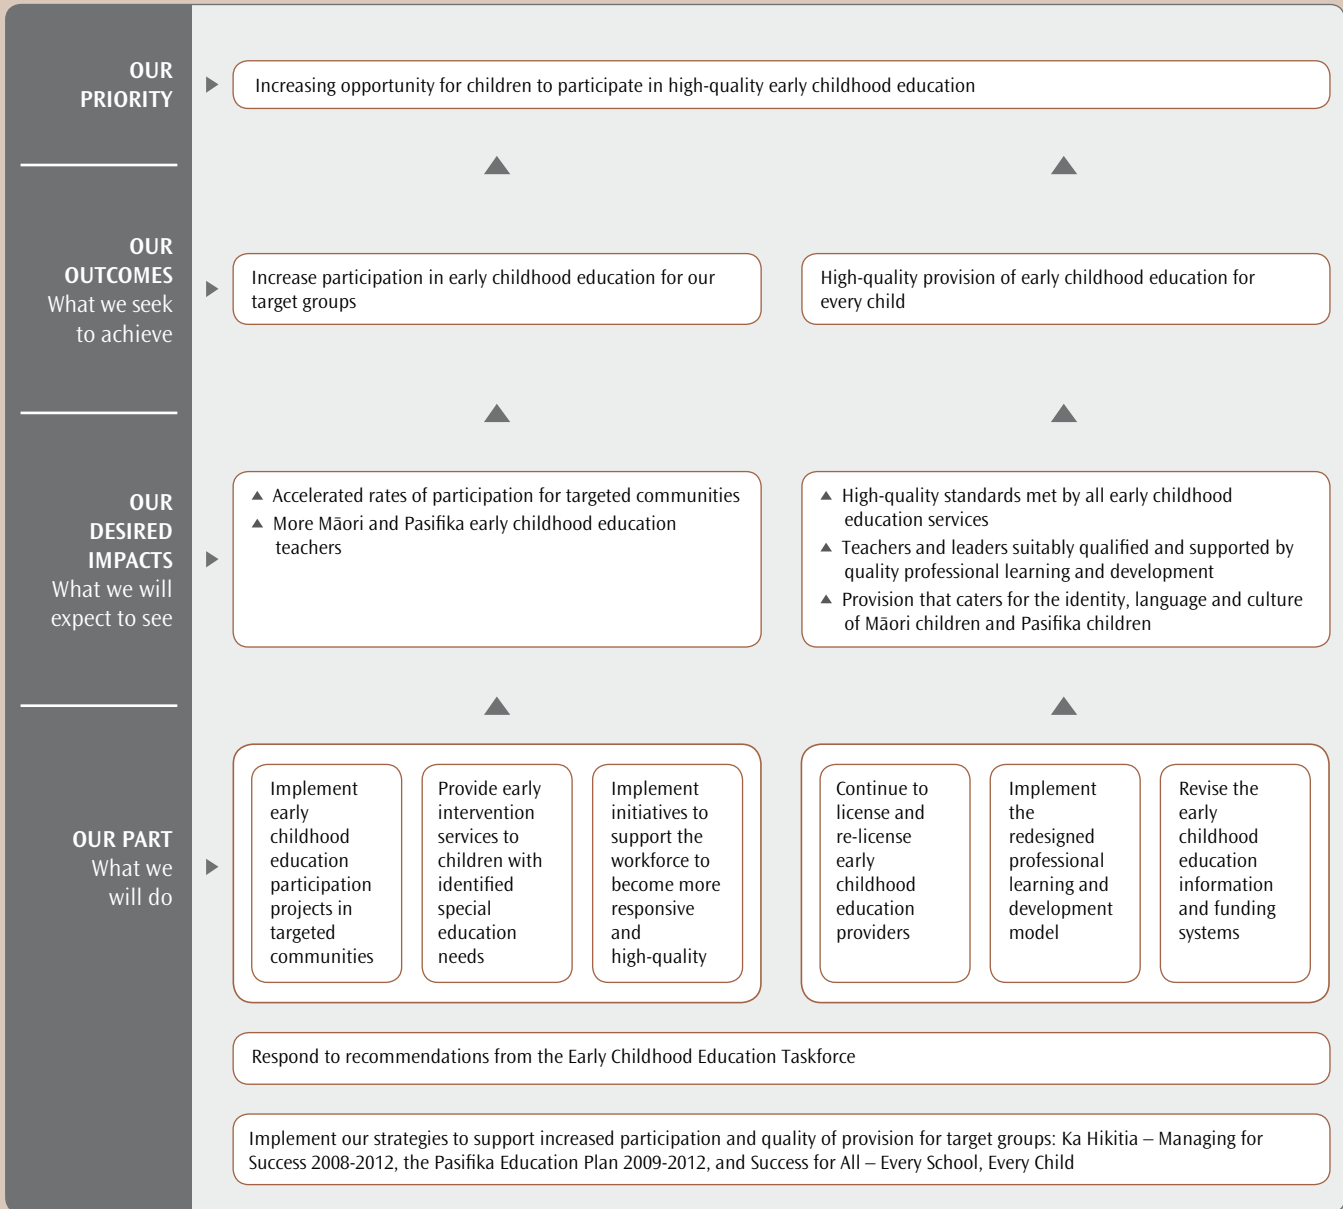 OUR
PRIORITY
Increasing opportunity for children to participate in high-quality early childhood education
OUR
OUTCOMES
What we seek
to achieve
Increase participation in early childhood education for our
target groups
High-quality provision of early childhood education for
every child
OUR
DESIRED
IMPACTS
What we will
expect to see
Accelerated rates of participation for targeted communities
More Māori and Pasifika early childhood education
teachers
High-quality standards met by all early childhood
education services
Teachers and leaders suitably qualified and supported by
quality professional learning and development
Provision that caters for the identity, language and culture
of Māori children and Pasifika children
OUR PART
What we
will do
Implement
early
childhood
education
participation
projects in
targeted
communities
Provide early
intervention
services to
children with
identified
special
education
needs
Implement
initiatives to
support the
workforce to
become more
responsive
and
high-quality
Continue to
license and
re-license
early
childhood
education
providers
Implement
the
redesigned
professional
learning and
development
model
Revise the
early
childhood
education
information
and funding
systems
Respond to recommendations from the Early Childhood Education Taskforce
Implement our strategies to support increased participation and quality of provision for target groups: Ka Hikitia – Managing for
Success 2008-2012, the Pasifika Education Plan 2009-2012, and Success for All – Every School, Every Child